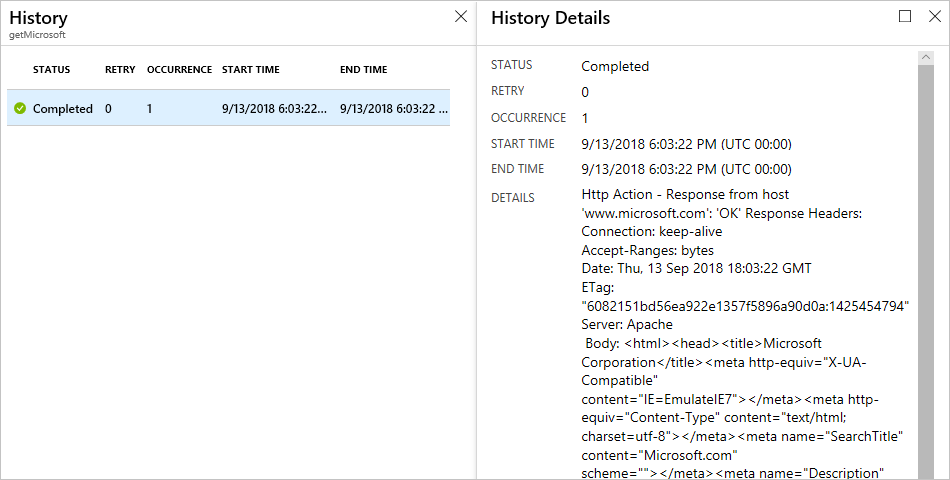 History
getMicrosoft
STATUS RETRY OCCURRENCE START TIME END TIME
Completed 0 1 9/13/2018 6:03:22... 9/13/2018 6:03:22 ...
History Details
STATUS Completed
RETRY 0
OCCURRENCE 1
START TIME 9/13/2018 6:03:22 PM (UTC 00:00)
END TIME 9/13/2018 6:03:22 PM (UTC 00:00)
DETAILS Http Action - Response from host
'www.microsoft.com': 'OK' Response Headers:
Connection: keep-alive
Accept-Ranges: bytes
Date: Thu, 13 Sep 2018 18:03:22 GMT
ETag:
"6082151bd56ea922e1357f5896a90d0a:1425454794"
Server: Apache
Body: <html><head><title>Microsoft
Corporation</title><meta http-equiv="X-UA-
Compatible"
content="IE=EmulateIE7"></meta><meta http-
equiv="Content-Type" content="text/html;
charset=utf-8"></meta><meta name="SearchTitle"
content="Microsoft.com"
scheme=""></meta><meta name="Description"